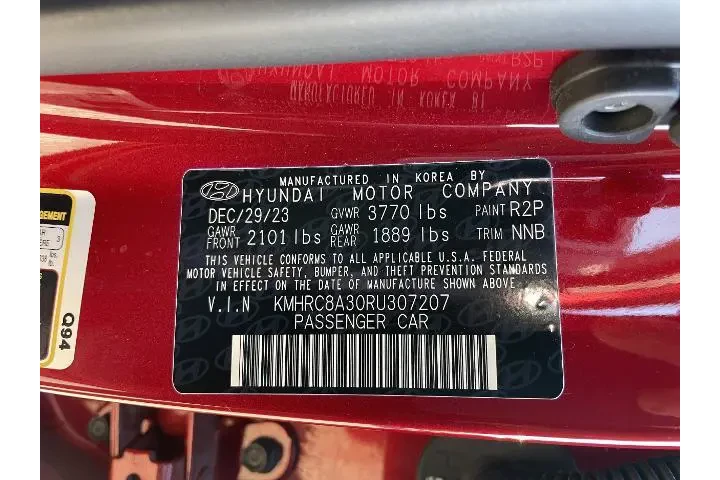 MANUFACTURED IN KOREA BY
HYUNDAI MOTOR COMPANY
DEC/29/23 GVWR 3770 lbs PAINT R2P
GAWR FRONT 2101 lbs GAWR REAR 1889 lbs TRIM NNB
THIS VEHICLE CONFORMS TO ALL APPLICABLE U.S.A. FEDERAL
MOTOR VEHICLE SAFETY, BUMPER, AND THEFT PREVENTION STANDARDS
IN EFFECT ON THE DATE OF MANUFACTURE SHOWN ABOVE.
V.I.N KMHRC8A30RU307207
PASSENGER CAR
Q94